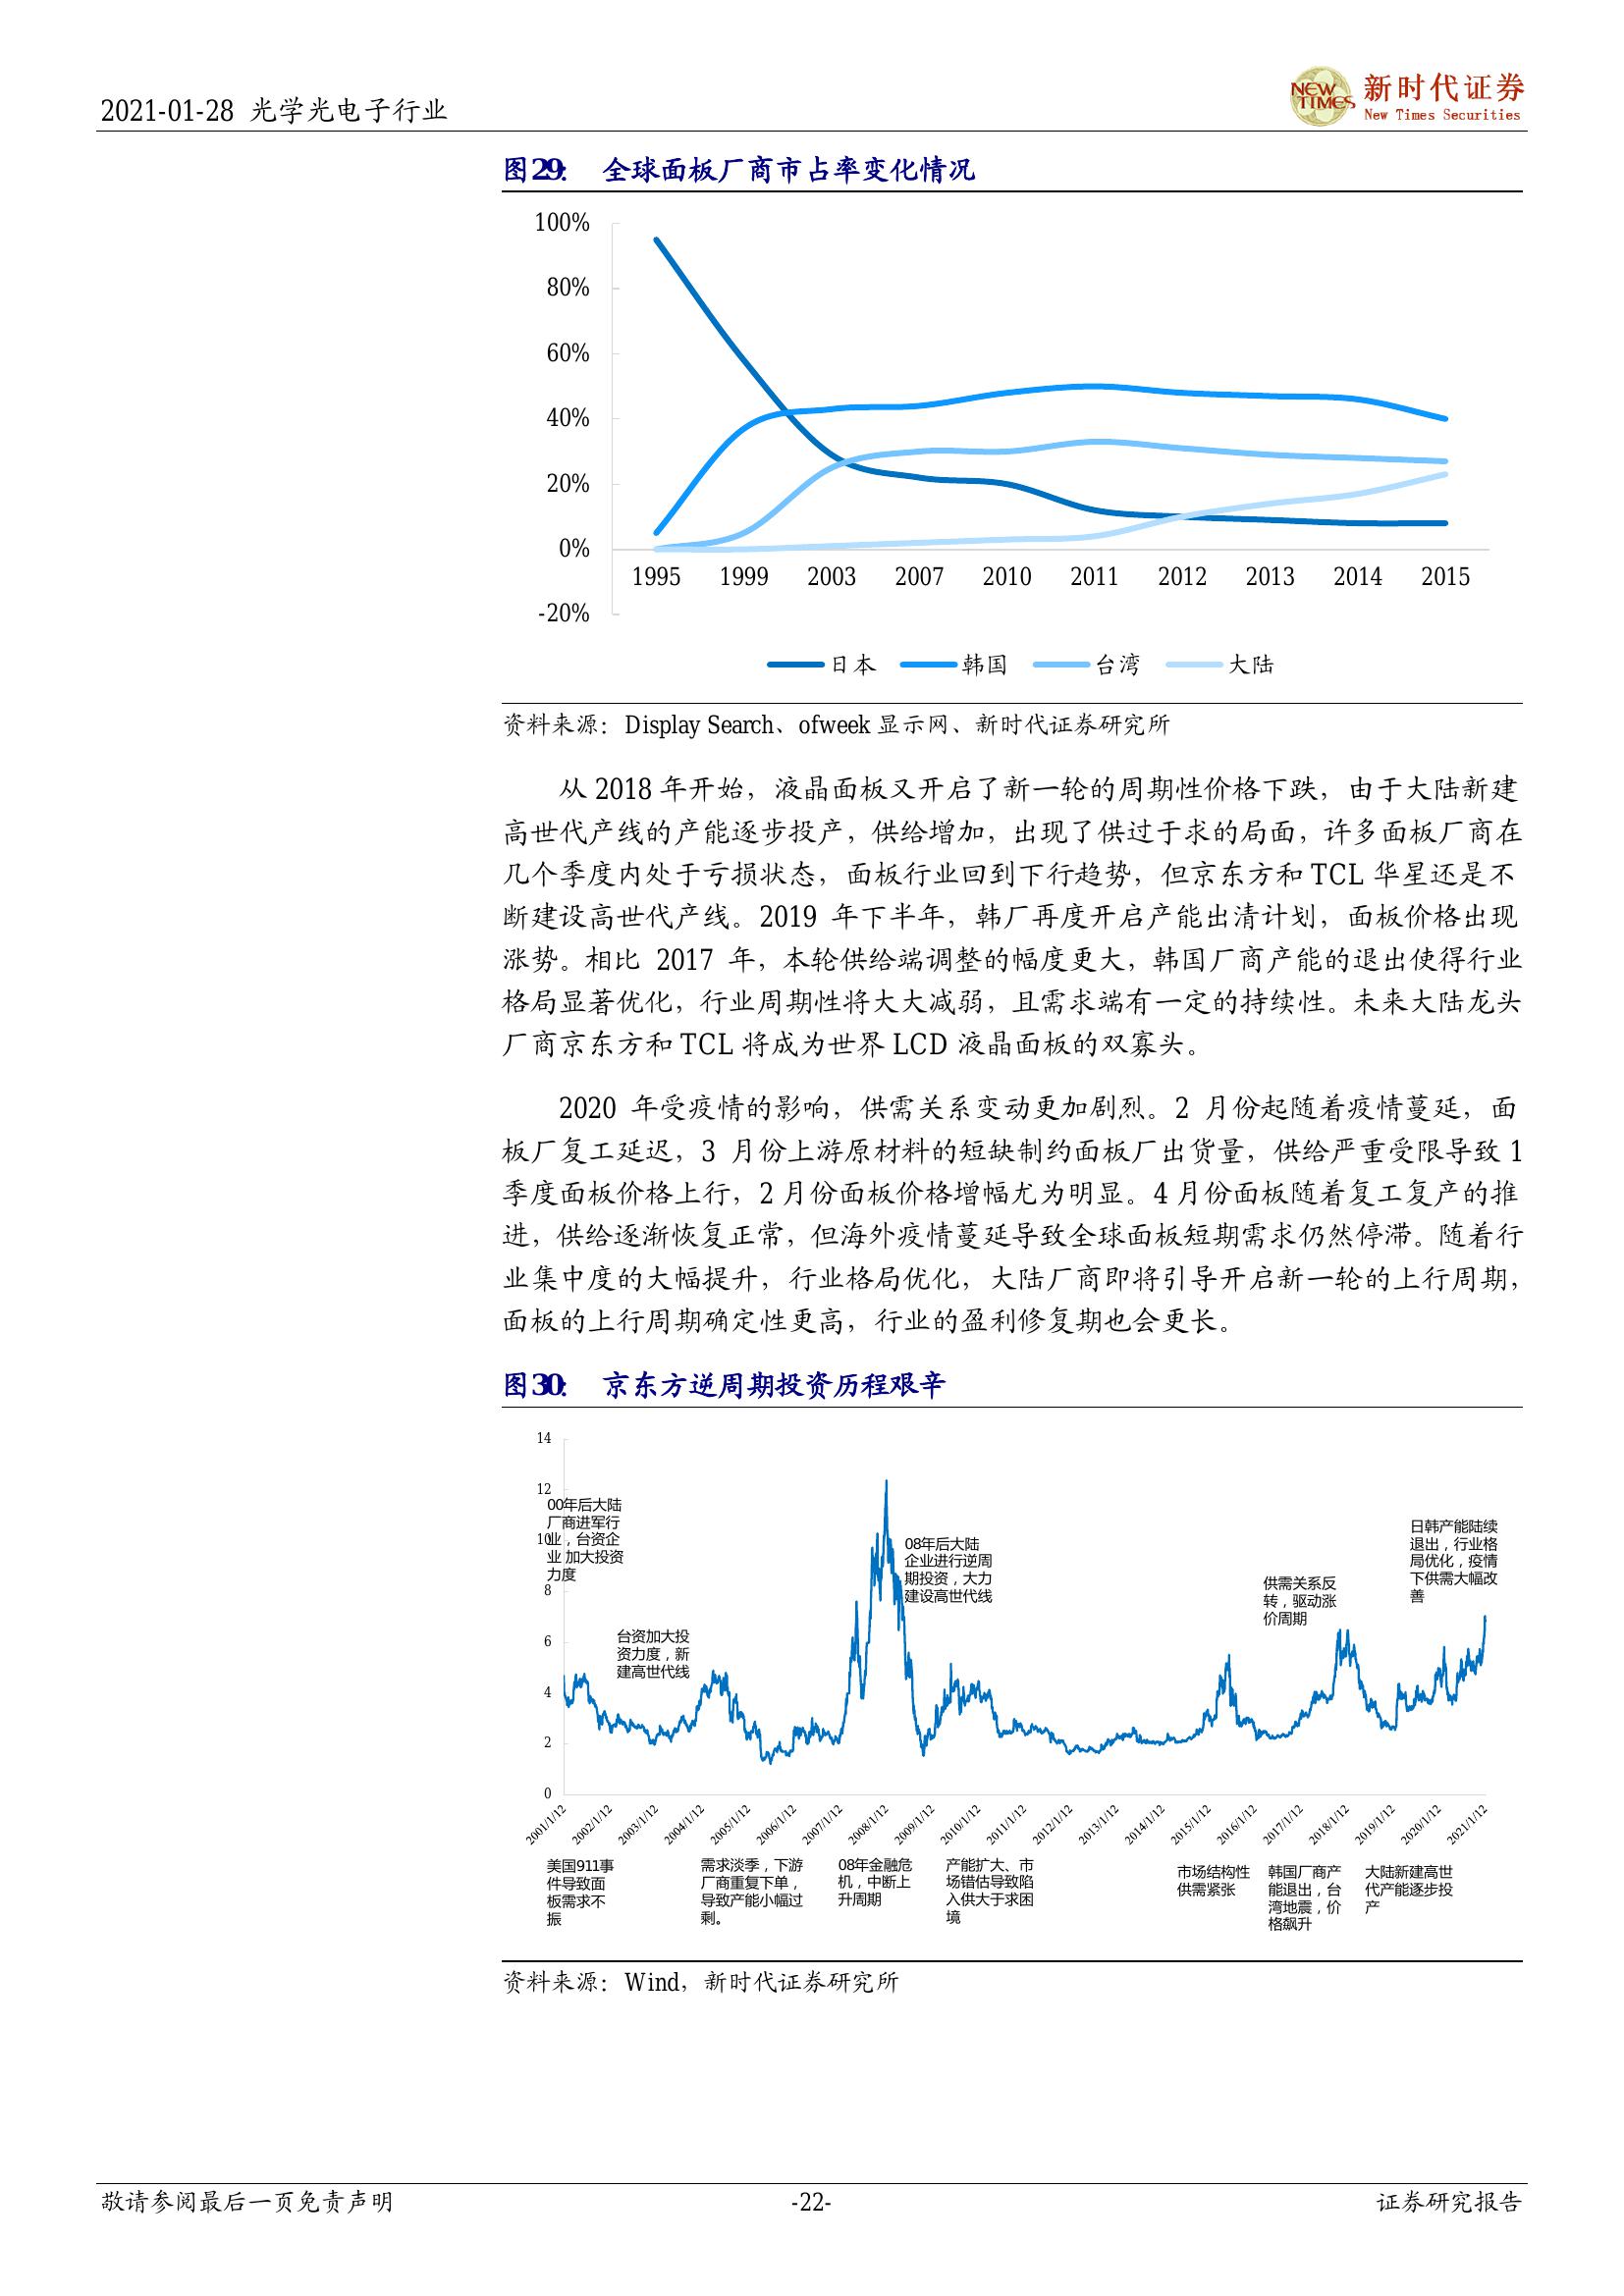 2021-01-28 光学光电子行业
NEW TIMES
新时代证券
New Times Securities
图29: 全球面板厂商市占率变化情况
100%
80%
60%
40%
20%
0%
-20%
1995 1999 2003 2007 2010 2011 2012 2013 2014 2015
日本 韩国 台湾 大陆
资料来源：Display Search、ofweek 显示网、新时代证券研究所
从 2018 年开始，液晶面板又开启了新一轮的周期性价格下跌，由于大陆新建
高世代产线的产能逐步投产，供给增加，出现了供过于求的局面，许多面板厂商在
几个季度内处于亏损状态，面板行业回到下行趋势，但京东方和 TCL 华星还是不
断建设高世代产线。2019 年下半年，韩厂再度开启产能出清计划，面板价格出现
涨势。相比 2017 年，本轮供给端调整的幅度更大，韩国厂商产能的退出使得行业
格局显著优化，行业周期性将大大减弱，且需求端有一定的持续性。未来大陆龙头
厂商京东方和 TCL 将成为世界 LCD 液晶面板的双寡头。
2020 年受疫情的影响，供需关系变动更加剧烈。2 月份起随着疫情蔓延，面
板厂复工延迟，3 月份上游原材料的短缺制约面板厂出货量，供给严重受限导致 1
季度面板价格上行，2 月份面板价格增幅尤为明显。4 月份面板随着复工复产的推
进，供给逐渐恢复正常，但海外疫情蔓延导致全球面板短期需求仍然停滞。随着行
业集中度的大幅提升，行业格局优化，大陆厂商即将引导开启新一轮的上行周期，
面板的上行周期确定性更高，行业的盈利修复期也会更长。
图30: 京东方逆周期投资历程艰辛
14
12
10
8
6
4
2
0
00年后大陆
厂商进军行
业，台资企
业 加大投资
力度
台资加大投
资力度，新
建高世代线
08年后大陆
企业进行逆周
期投资，大力
建设高世代线
供需关系反
转，驱动涨
价周期
日韩产能陆续
退出，行业格
局优化，疫情
下供需大幅改
善
2001/1/12 2002/1/12 2003/1/12 2004/1/12 2005/1/12 2006/1/12 2007/1/12 2008/1/12 2009/1/12 2010/1/12 2011/1/12 2012/1/12 2013/1/12 2014/1/12 2015/1/12 2016/1/12 2017/1/12 2018/1/12 2019/1/12 2020/1/12 2021/1/12
美国911事
件导致面
板需求不
振
需求淡季，下游
厂商重复下单，
导致产能小幅过
剩。
08年金融危
机，中断上
升周期
产能扩大、市
场错估导致陷
入供大于求困
境
市场结构性
供需紧张
韩国厂商产
能退出，台
湾地震，价
格飙升
大陆新建高世
代产能逐步投
产
资料来源：Wind，新时代证券研究所
敬请参阅最后一页免责声明 -22- 证券研究报告